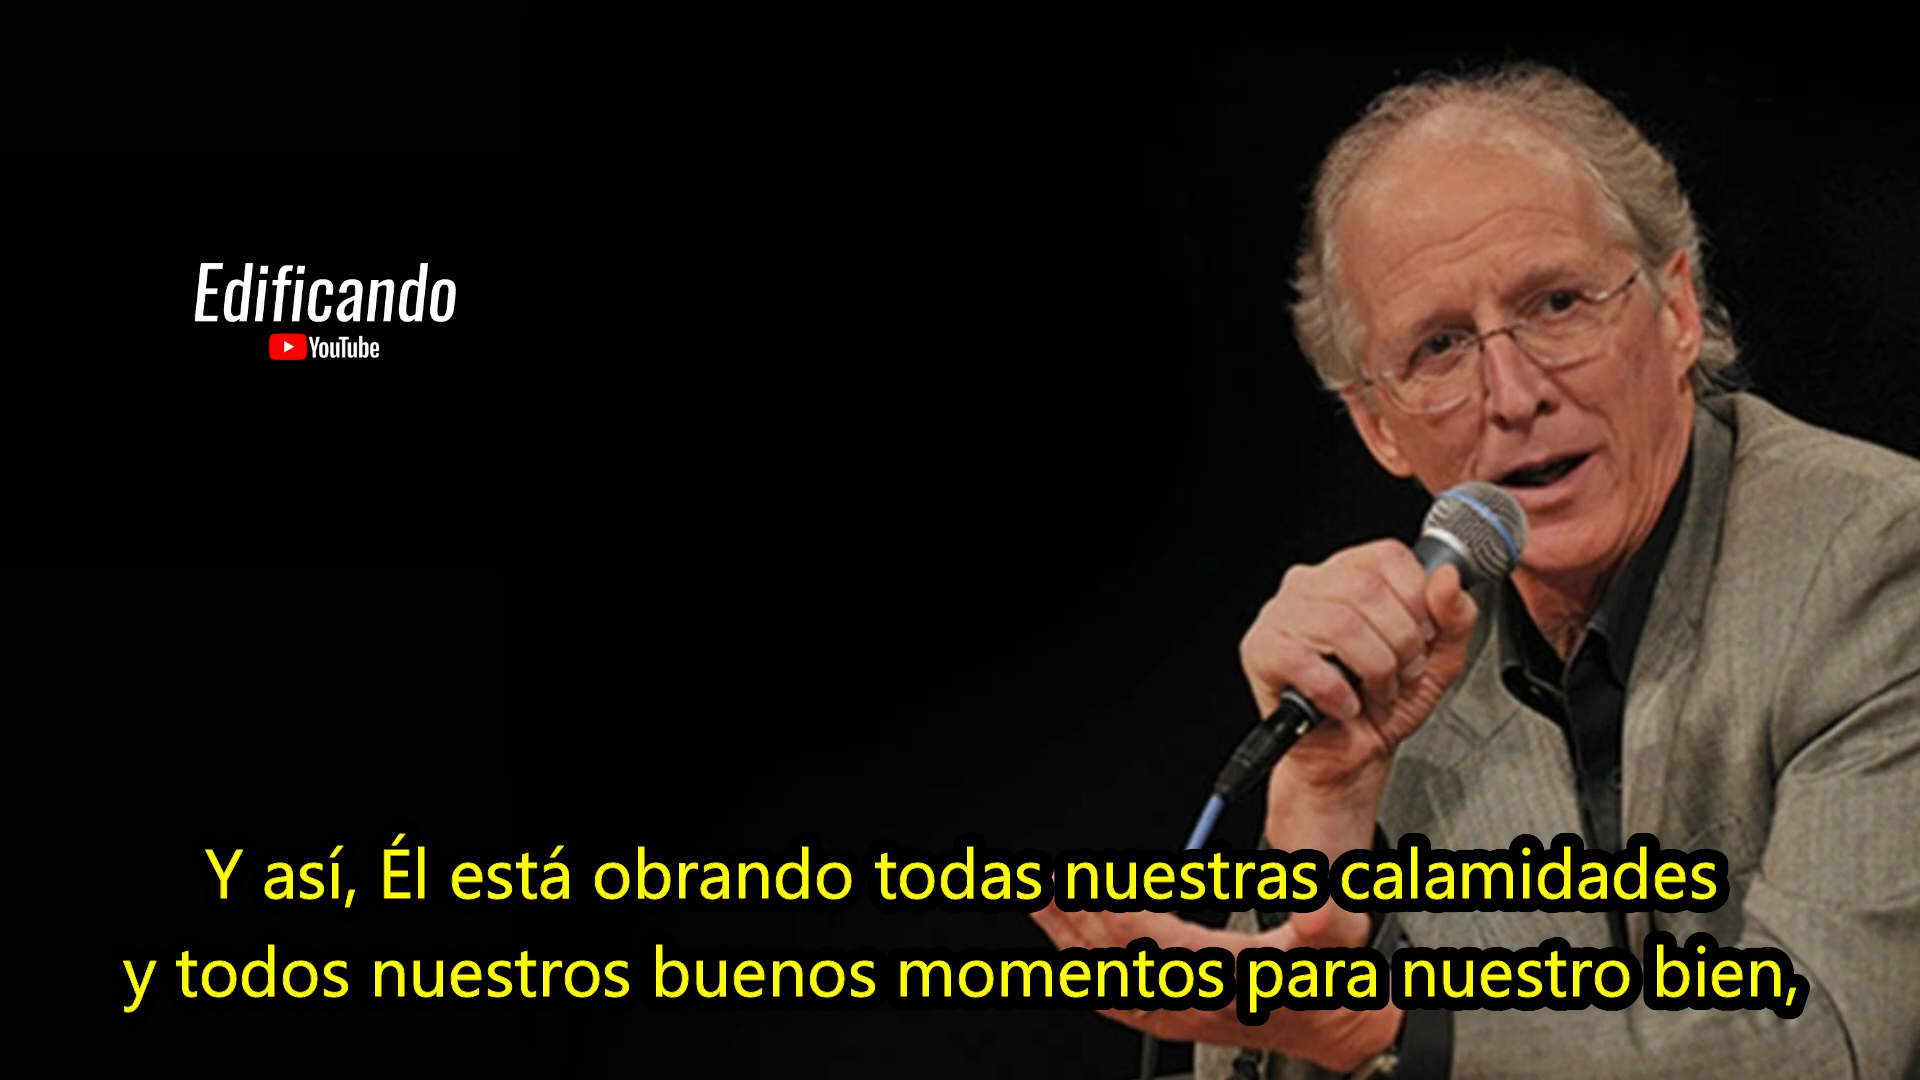 Edificando
YouTube
Y así, Él está obrando todas nuestras calamidades
y todos nuestros buenos momentos para nuestro bien,